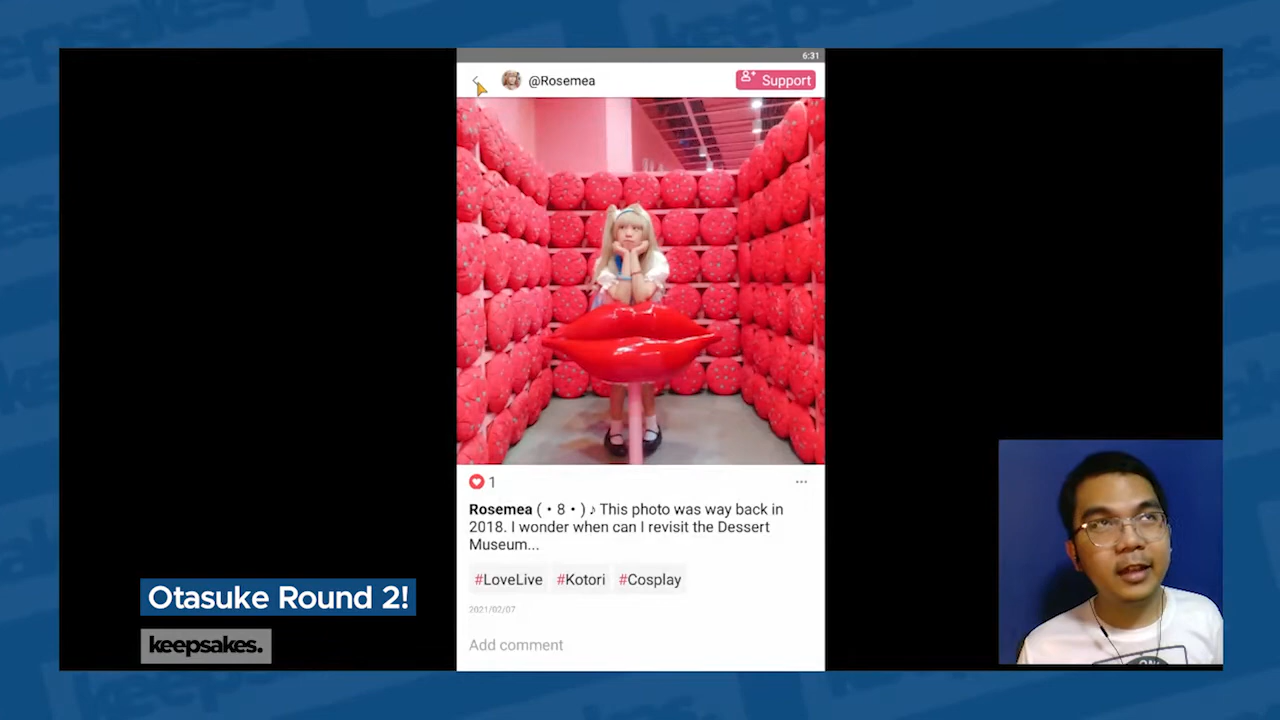 6:31
@Rosemea
Support
1
Rosemea ( • 8 • ) ♪ This photo was way back in
2018. I wonder when can I revisit the Dessert
Museum...
#LoveLive #Kotori #Cosplay
2021/02/07
Add comment
Otasuke Round 2!
keepsakes.